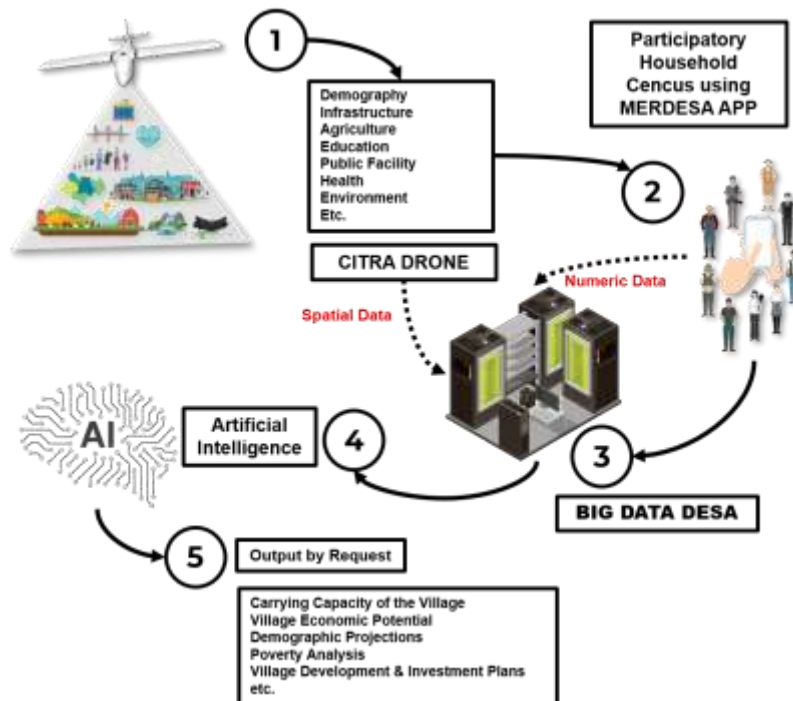 1
Demography
Infrastructure
Agriculture
Education
Public Facility
Health
Environment
Etc.
CITRA DRONE
Participatory
Household
Cencus using
MERDESA APP
2
Spatial Data
Numeric Data
3
BIG DATA DESA
AI
Artificial
Intelligence
4
5
Output by Request
Carrying Capacity of the Village
Village Economic Potential
Demographic Projections
Poverty Analysis
Village Development & Investment Plans
etc.